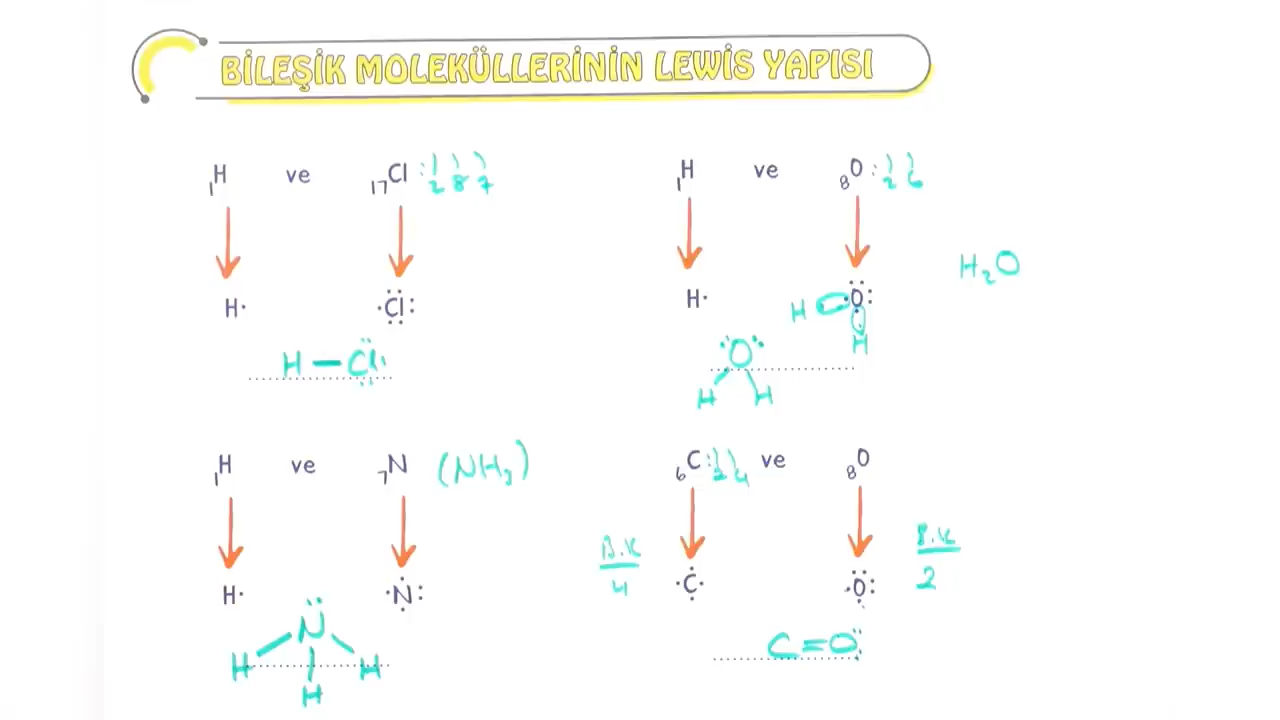 BİLEŞİK MOLEKÜLLERİNİN LEWİS YAPISI
₁H ve ₁₇Cl : 2 8 7
H· ·Cl:
H — Cl
₁H ve ₈O : 2 6
H₂O
H· H ·O:
H
O
H H
₁H ve ₇N (NH₃)
H· ·N:
N
H H
H
₆C : 2 4 ve ₈O
B.K
4
·C· ·O:
B.K
2
C=O